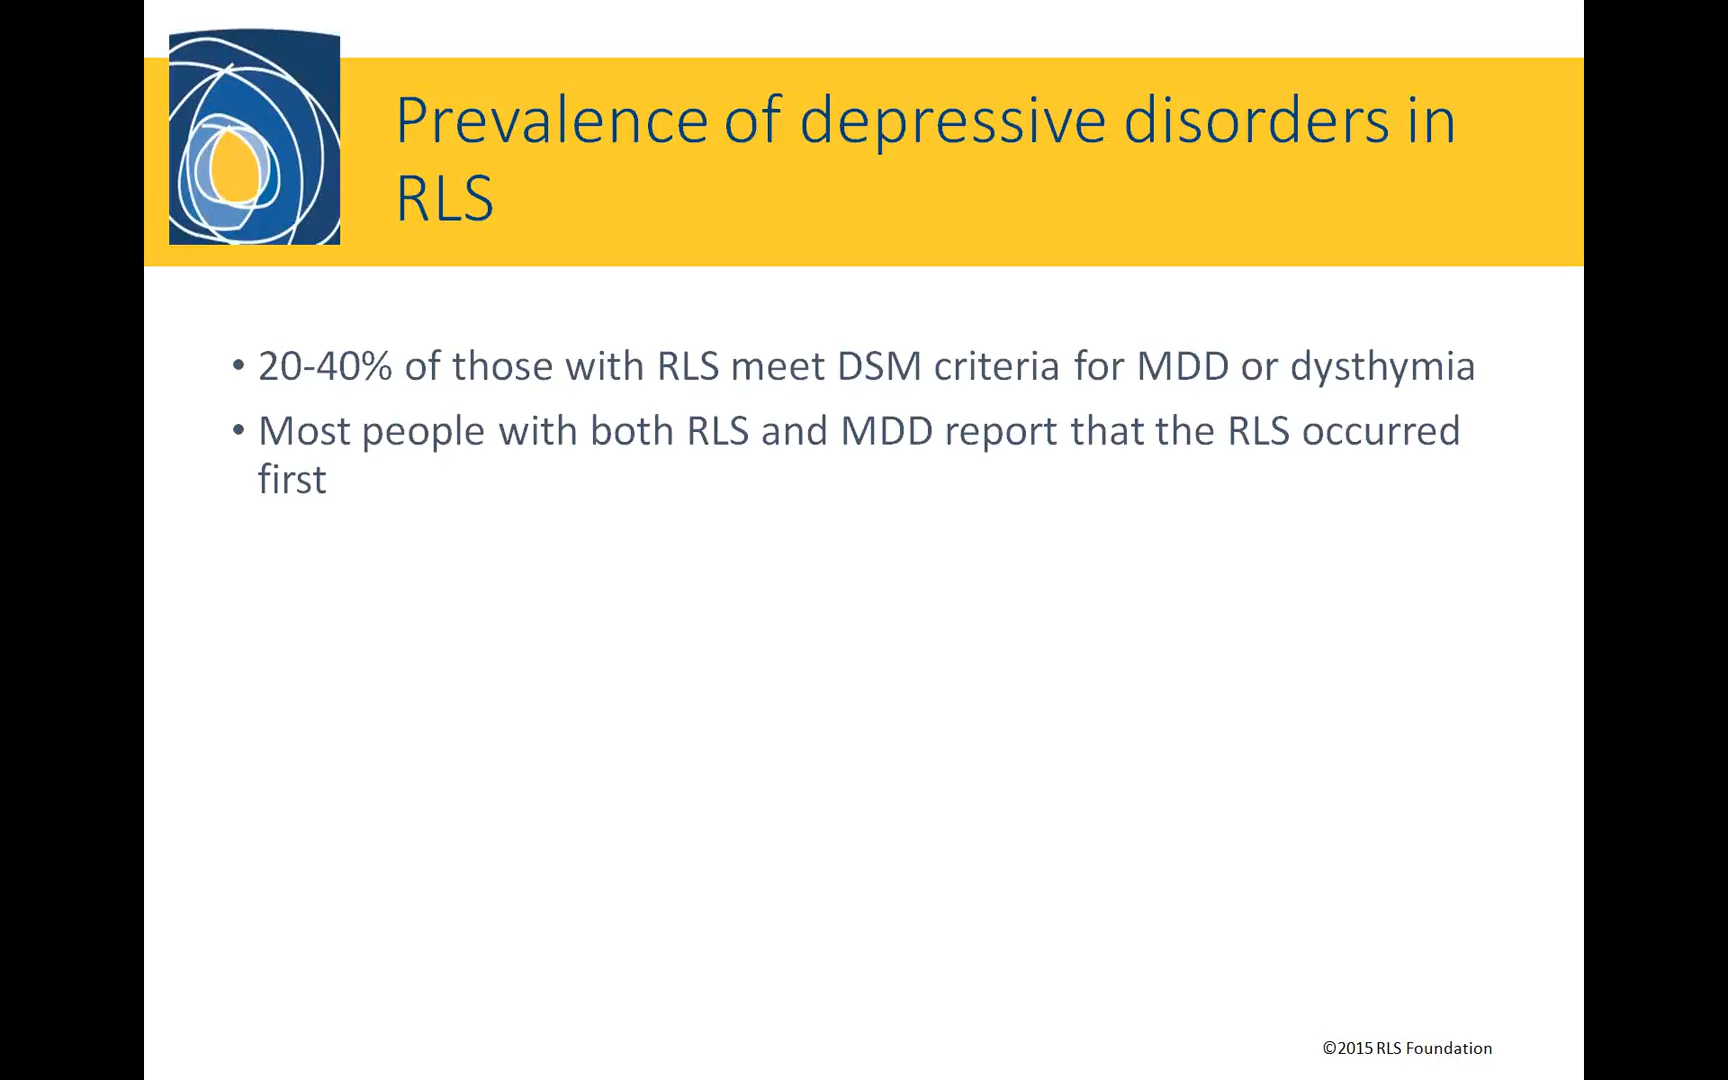 Prevalence of depressive disorders in
RLS
• 20-40% of those with RLS meet DSM criteria for MDD or dysthymia
• Most people with both RLS and MDD report that the RLS occurred
first
©2015 RLS Foundation